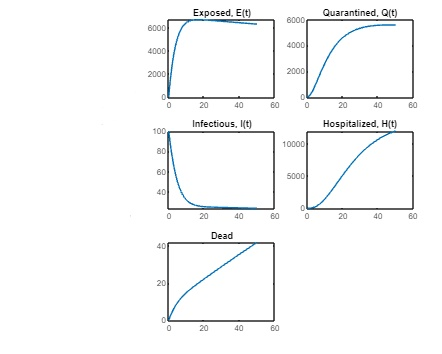 Exposed, E(t)
6000
4000
2000
0
0 20 40 60
Quarantined, Q(t)
6000
4000
2000
0
0 20 40 60
Infectious, I(t)
100
80
60
40
0 20 40 60
Hospitalized, H(t)
10000
5000
0
0 20 40 60
Dead
40
20
0
0 20 40 60